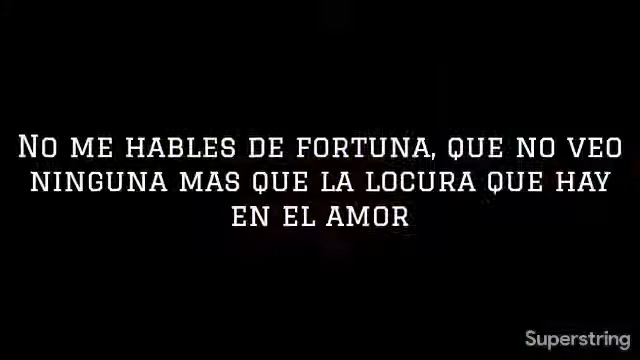 No me hables de fortuna, que no veo
ninguna mas que la locura que hay
en el amor
Superstring